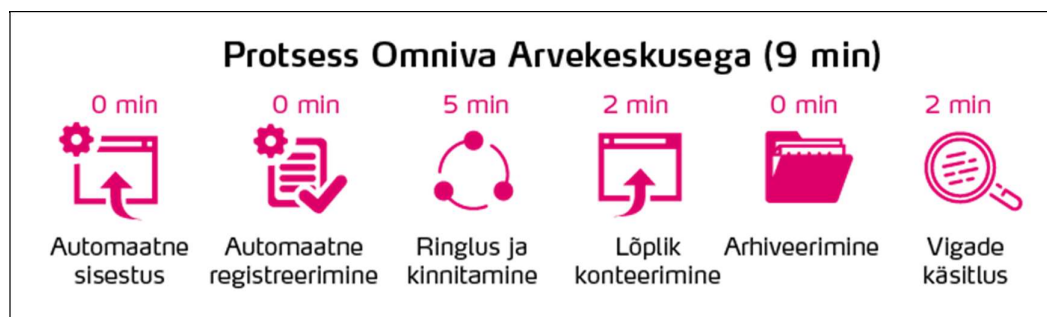 Protsess Omniva Arvekeskusega (9 min)
0 min
Automaatne
sisestus
0 min
Automaatne
registreerimine
5 min
Ringlus ja
kinnitamine
2 min
Lõplik
konteerimine
0 min
Arhiveerimine
2 min
Vigade
käsitlus